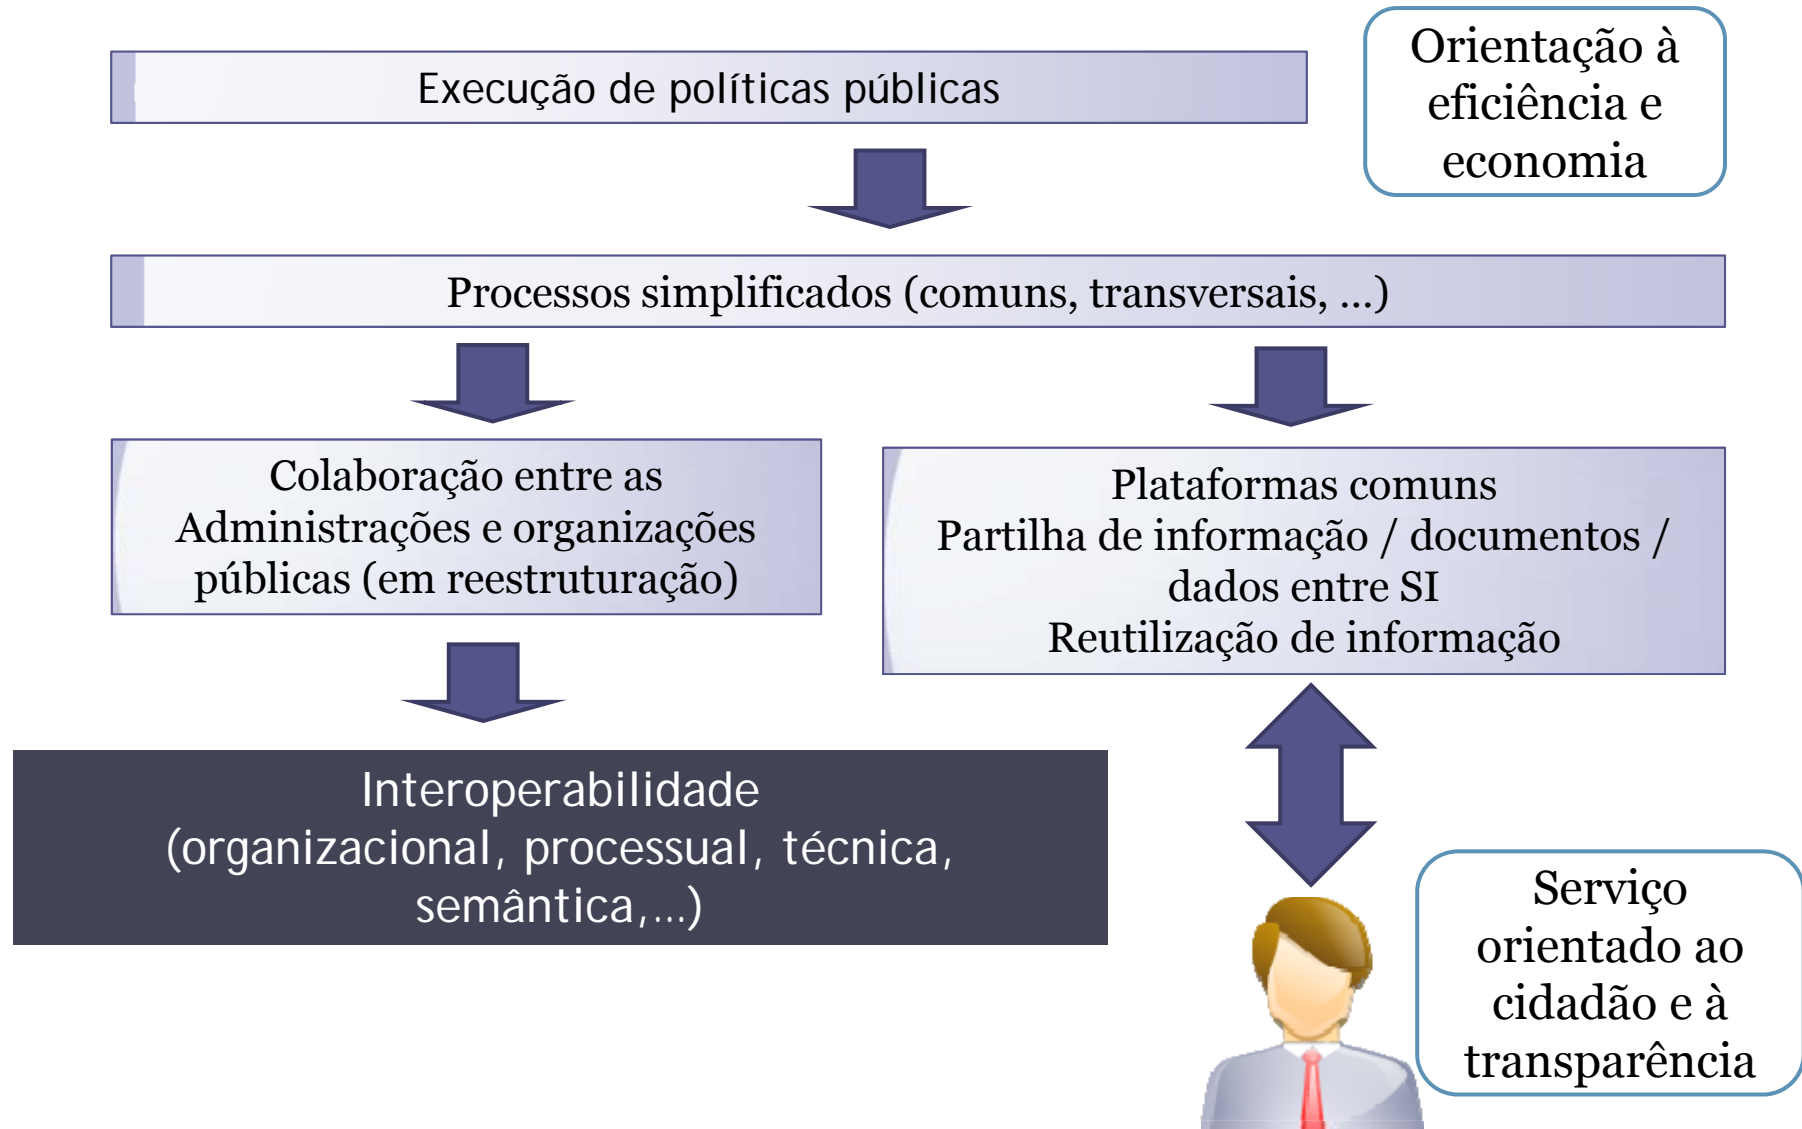 Execução de políticas públicas
Orientação à
eficiência e
economia
Processos simplificados (comuns, transversais, ...)
Colaboração entre as
Administrações e organizações
públicas (em reestruturação)
Plataformas comuns
Partilha de informação / documentos /
dados entre SI
Reutilização de informação
Interoperabilidade
(organizacional, processual, técnica,
semântica,...)
Serviço
orientado ao
cidadão e à
transparência